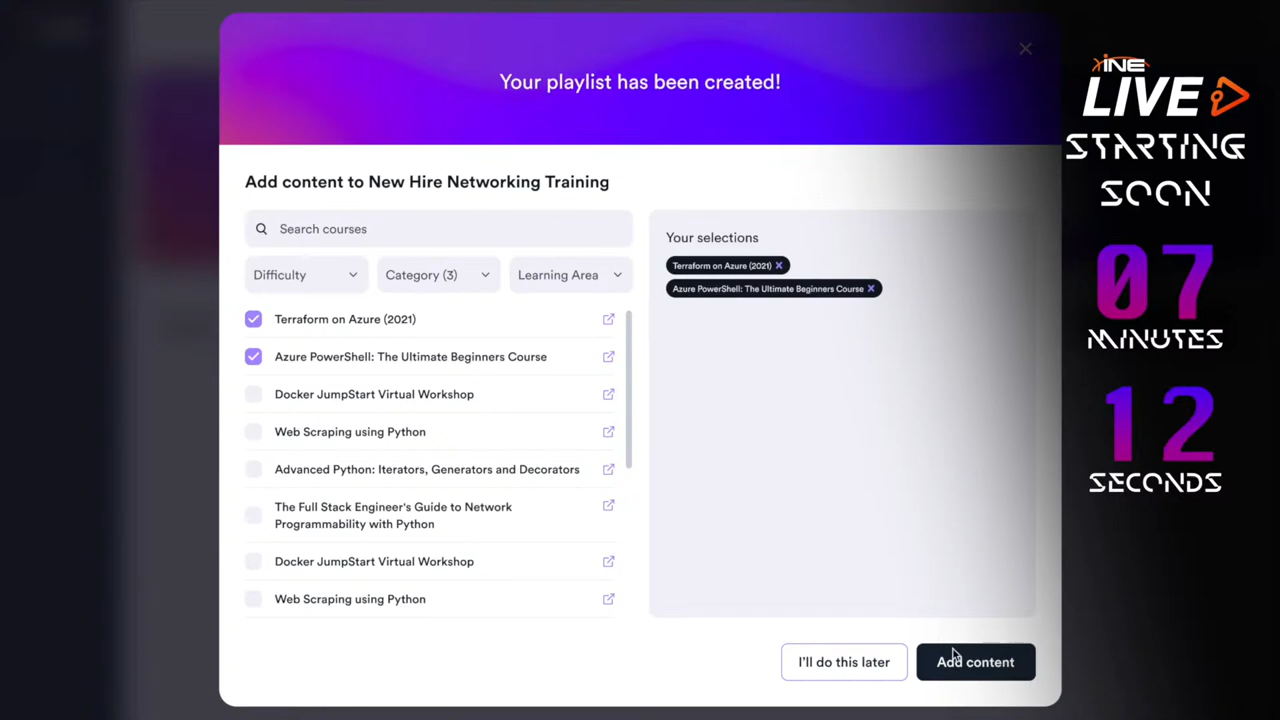 Your playlist has been created!
Add content to New Hire Networking Training
Search courses
Difficulty
Category (3)
Learning Area
Terraform on Azure (2021)
Azure PowerShell: The Ultimate Beginners Course
Docker JumpStart Virtual Workshop
Web Scraping using Python
Advanced Python: Iterators, Generators and Decorators
The Full Stack Engineer's Guide to Network
Programmability with Python
Docker JumpStart Virtual Workshop
Web Scraping using Python
Your selections
Terraform on Azure (2021)
Azure PowerShell: The Ultimate Beginners Course
I'll do this later
Add content
INE
LIVE
STARTING
SOON
07
MINUTES
12
SECONDS